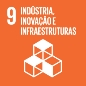 9 INDÚSTRIA,
INOVAÇÃO E
INFRAESTRUTURAS